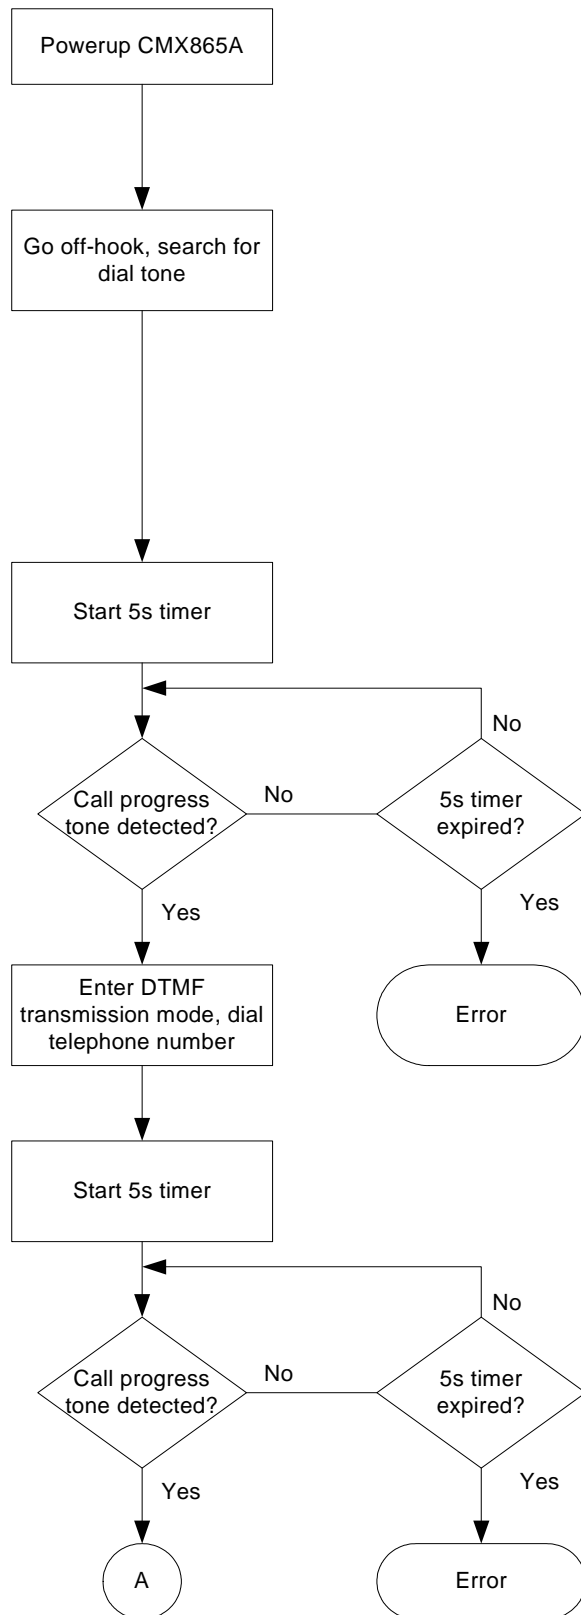 Powerup CMX865A
Go off-hook, search for
dial tone
Start 5s timer
No
Call progress
tone detected?
No
5s timer
expired?
Yes
Yes
Enter DTMF
transmission mode, dial
telephone number
Error
Start 5s timer
No
Call progress
tone detected?
No
5s timer
expired?
Yes
Yes
A
Error